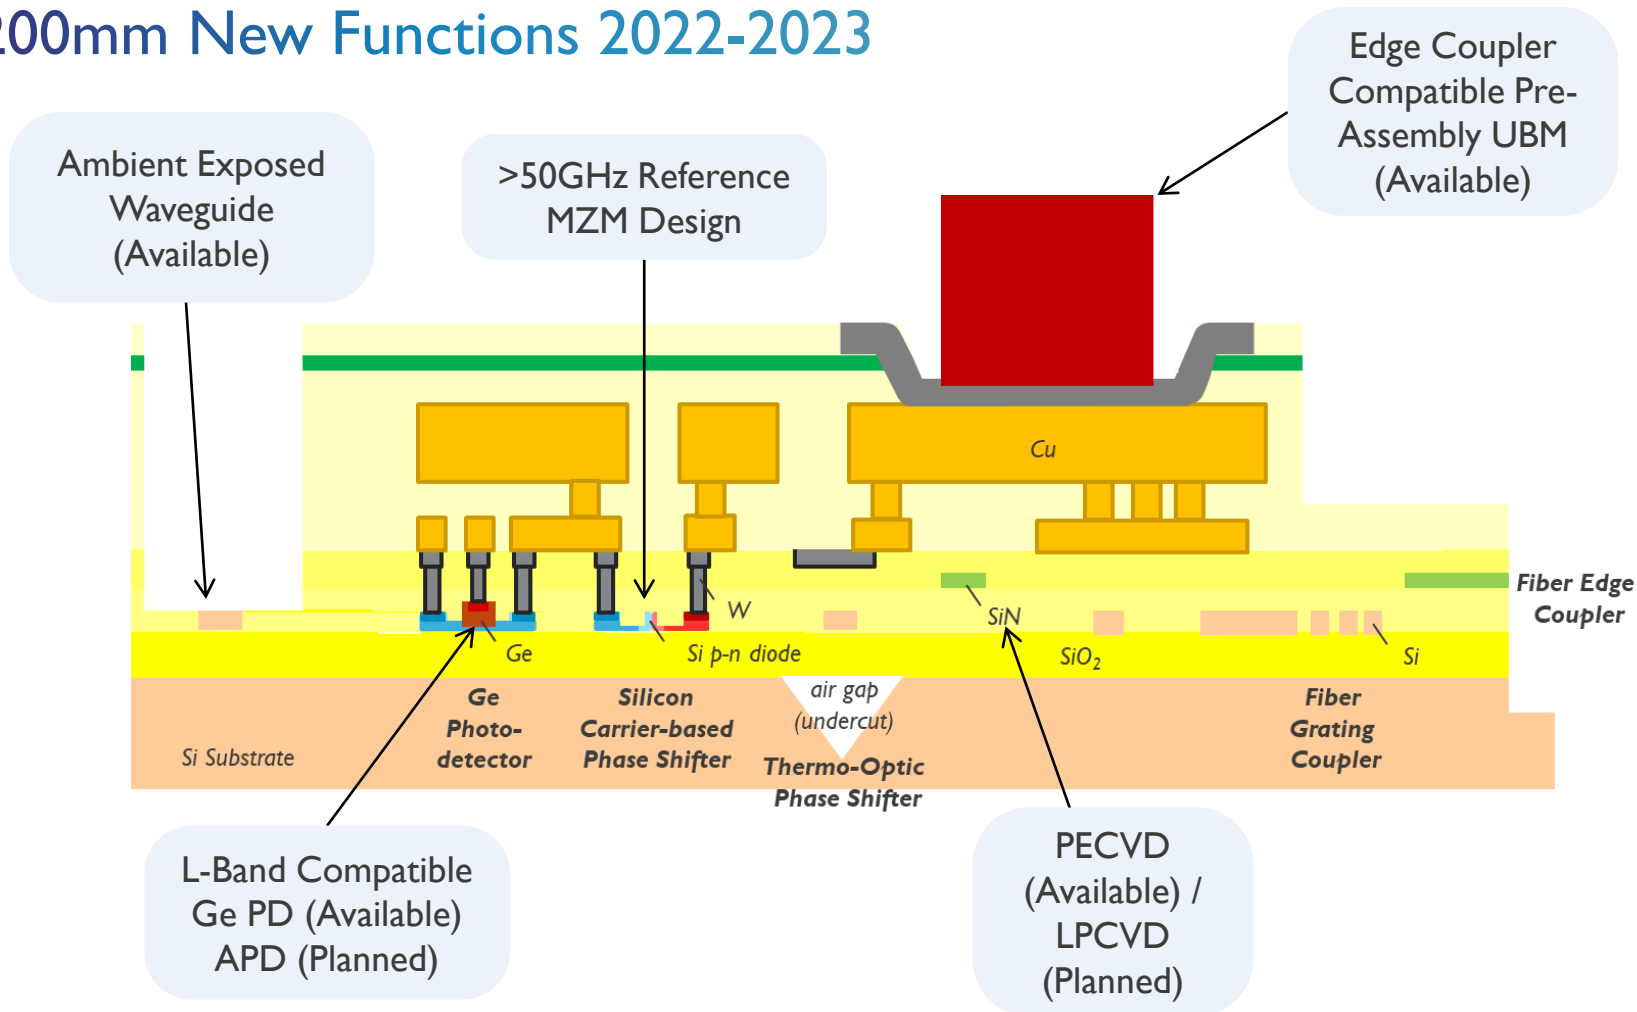 200mm New Functions 2022-2023
Edge Coupler
Compatible Pre-
Assembly UBM
(Available)
Ambient Exposed
Waveguide
(Available)
>50GHz Reference
MZM Design
Cu
W
SiN
Fiber Edge
Coupler
Ge
Si p-n diode
SiO₂
Si
Si Substrate
Ge
Photo-
detector
Silicon
Carrier-based
Phase Shifter
air gap
(undercut)
Thermo-Optic
Phase Shifter
Fiber
Grating
Coupler
L-Band Compatible
Ge PD (Available)
APD (Planned)
PECVD
(Available) /
LPCVD
(Planned)